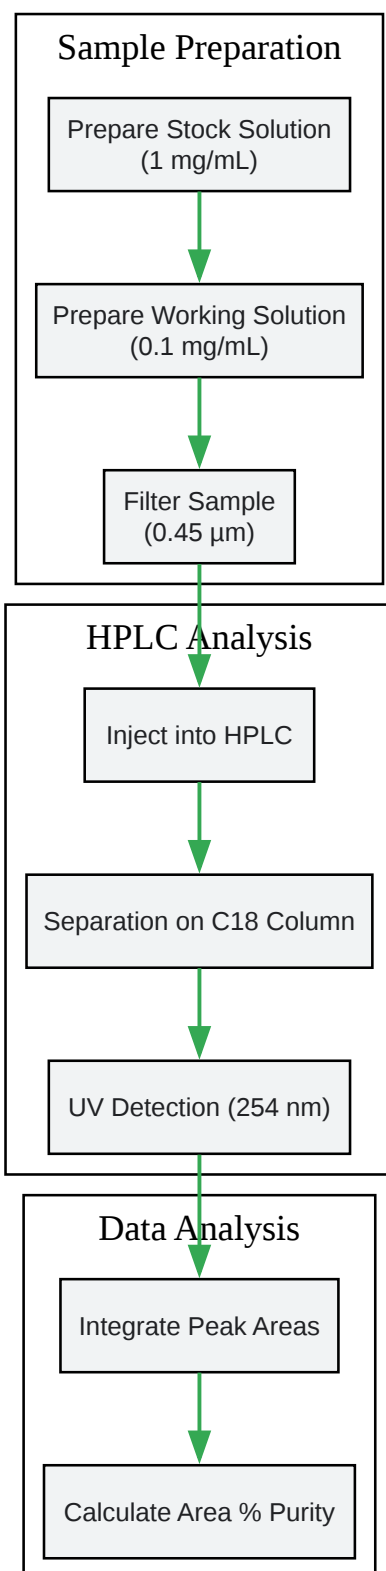 Sample Preparation
Prepare Stock Solution
(1 mg/mL)
Prepare Working Solution
(0.1 mg/mL)
Filter Sample
(0.45 µm)
HPLC Analysis
Inject into HPLC
Separation on C18 Column
UV Detection (254 nm)
Data Analysis
Integrate Peak Areas
Calculate Area % Purity